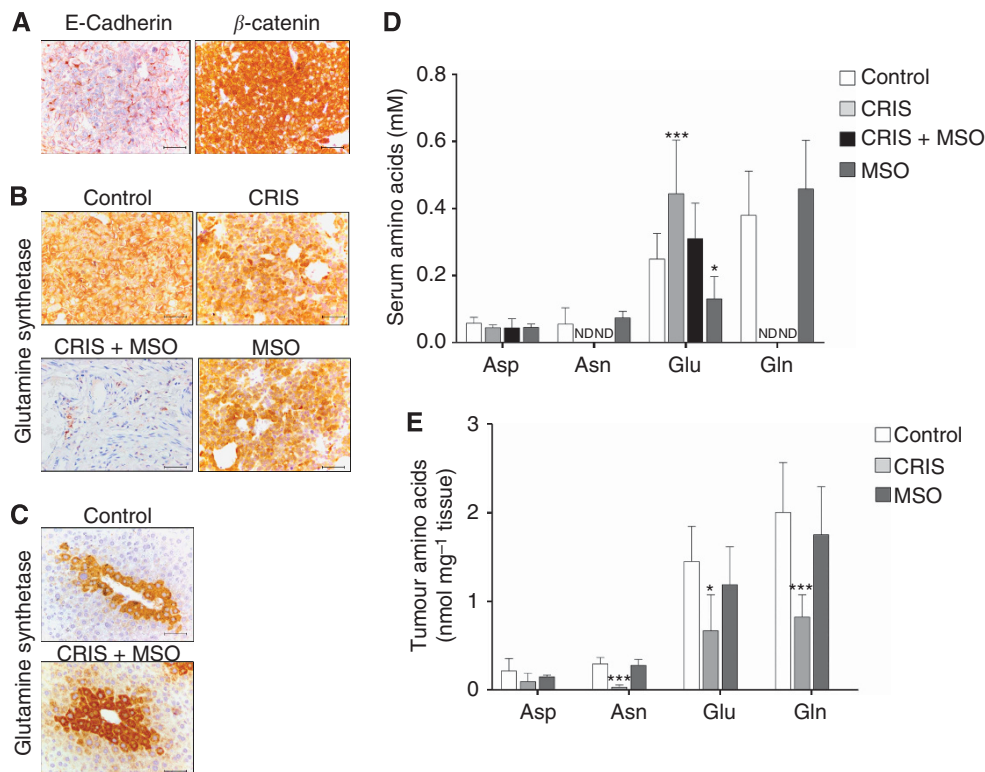 A
E-Cadherin
β-catenin
B
Control
CRIS
CRIS + MSO
MSO
Glutamine synthetase
C
Control
CRIS + MSO
Glutamine synthetase
D
Serum amino acids (mM)
0.8
0.6
0.4
0.2
0.0
***
*
ND ND
ND ND
Asp
Asn
Glu
Gln
Control
CRIS
CRIS + MSO
MSO
E
Tumour amino acids
(nmol mg–1 tissue)
3
2
1
0
***
*
***
Asp
Asn
Glu
Gln
Control
CRIS
MSO